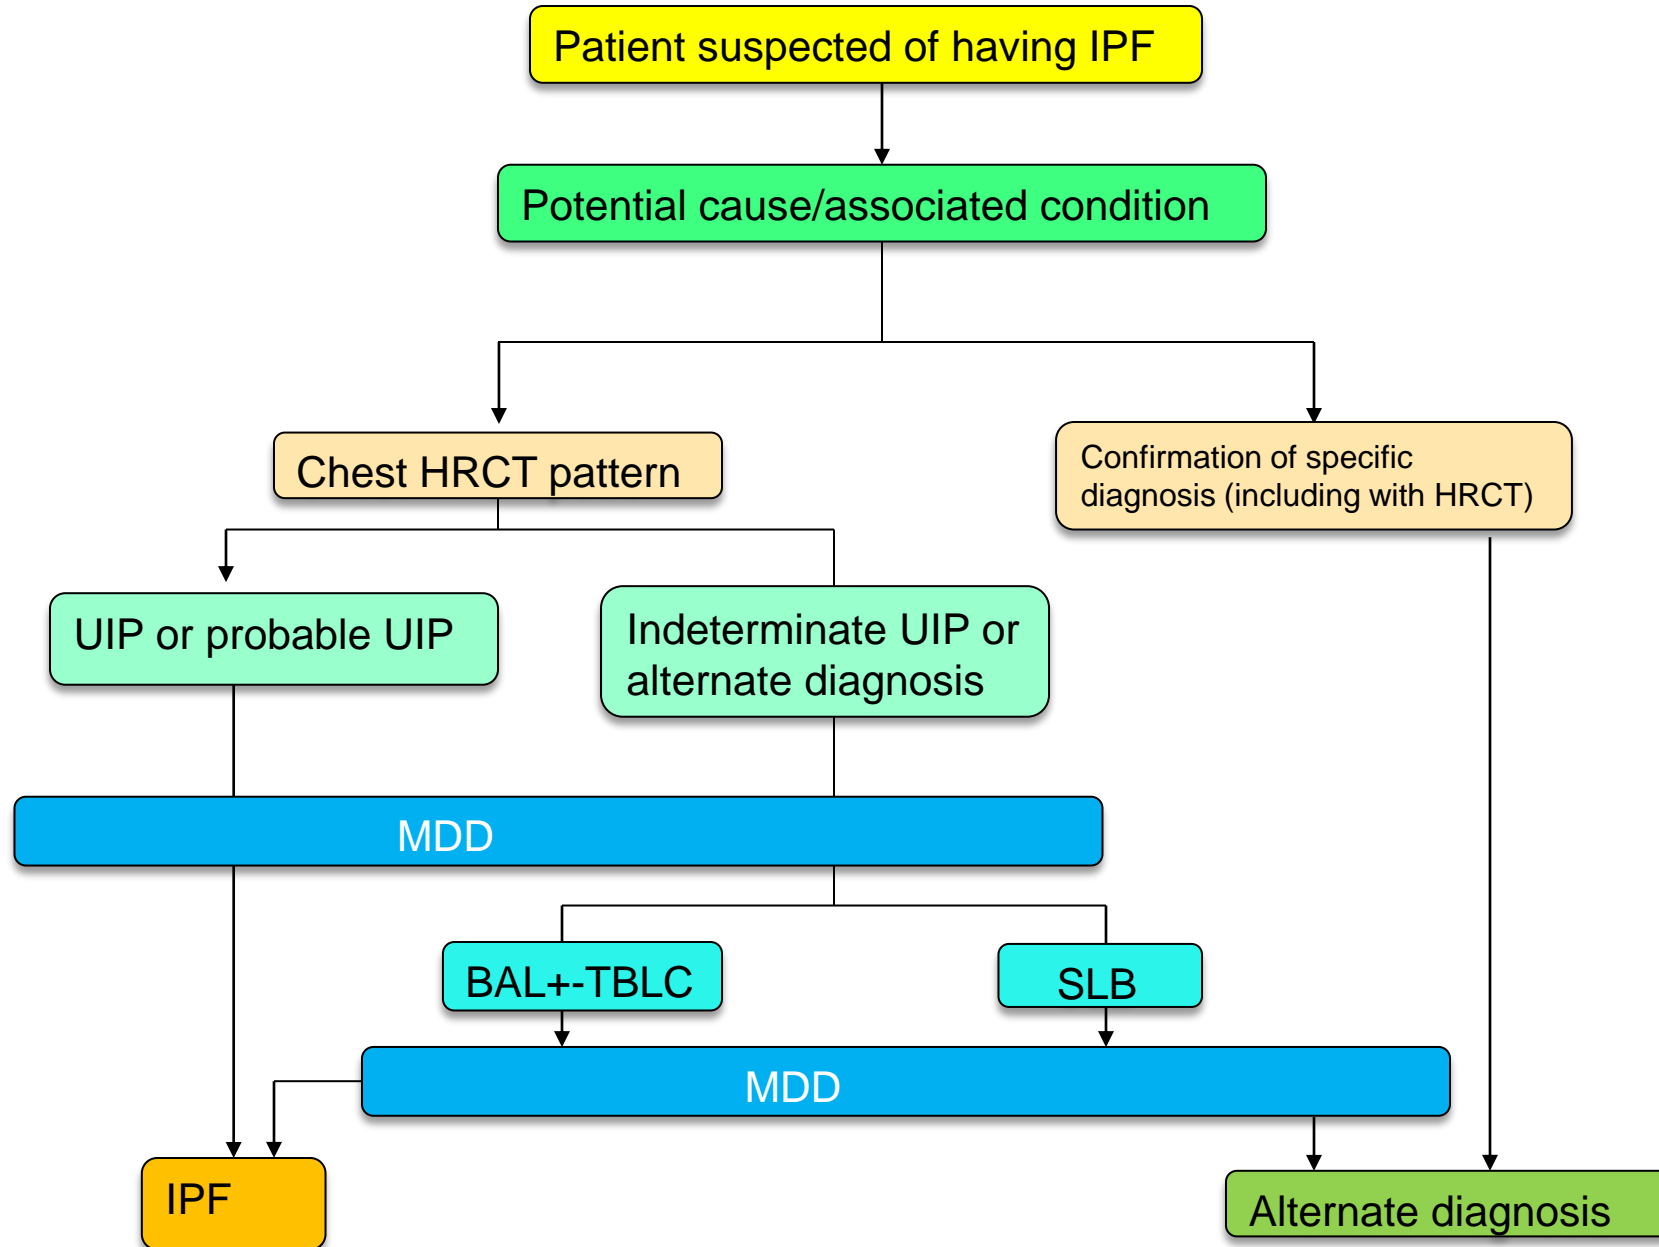 Patient suspected of having IPF
Potential cause/associated condition
Chest HRCT pattern
Confirmation of specific
diagnosis (including with HRCT)
UIP or probable UIP
Indeterminate UIP or
alternate diagnosis
MDD
BAL+-TBLC
SLB
MDD
IPF
Alternate diagnosis